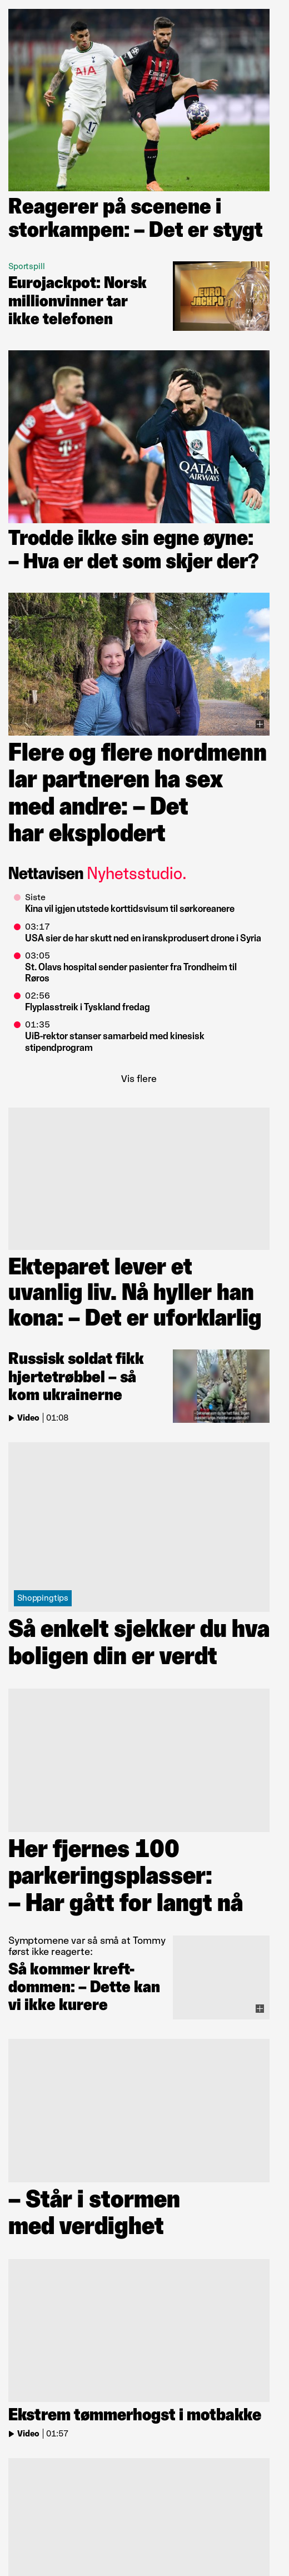 17
Reagerer på scenene i
storkampen: – Det er stygt
Sportspill
Eurojackpot: Norsk
millionvinner tar
ikke telefonen
EURO
JACKPOT
QATAR
AIRWAYS
Trodde ikke sin egne øyne:
– Hva er det som skjer der?
Flere og flere nordmenn
lar partneren ha sex
med andre: – Det
har eksplodert
Nettavisen Nyhetsstudio.
Siste
Kina vil igjen utstede korttidsvisum til sørkoreanere
03:17
USA sier de har skutt ned en iranskprodusert drone i Syria
03:05
St. Olavs hospital sender pasienter fra Trondheim til
Røros
02:56
Flyplasstreik i Tyskland fredag
01:35
UiB-rektor stanser samarbeid med kinesisk
stipendprogram
Vis flere
Ekteparet lever et
uvanlig liv. Nå hyller han
kona: – Det er uforklarlig
Russisk soldat fikk
hjertetrøbbel – så
kom ukrainerne
Video | 01:08
Shoppingtips
Så enkelt sjekker du hva
boligen din er verdt
Her fjernes 100
parkeringsplasser:
– Har gått for langt nå
Symptomene var så små at Tommy
først ikke reagerte:
Så kommer kreft-
dommen: – Dette kan
vi ikke kurere
– Står i stormen
med verdighet
Ekstrem tømmerhogst i motbakke
Video | 01:57